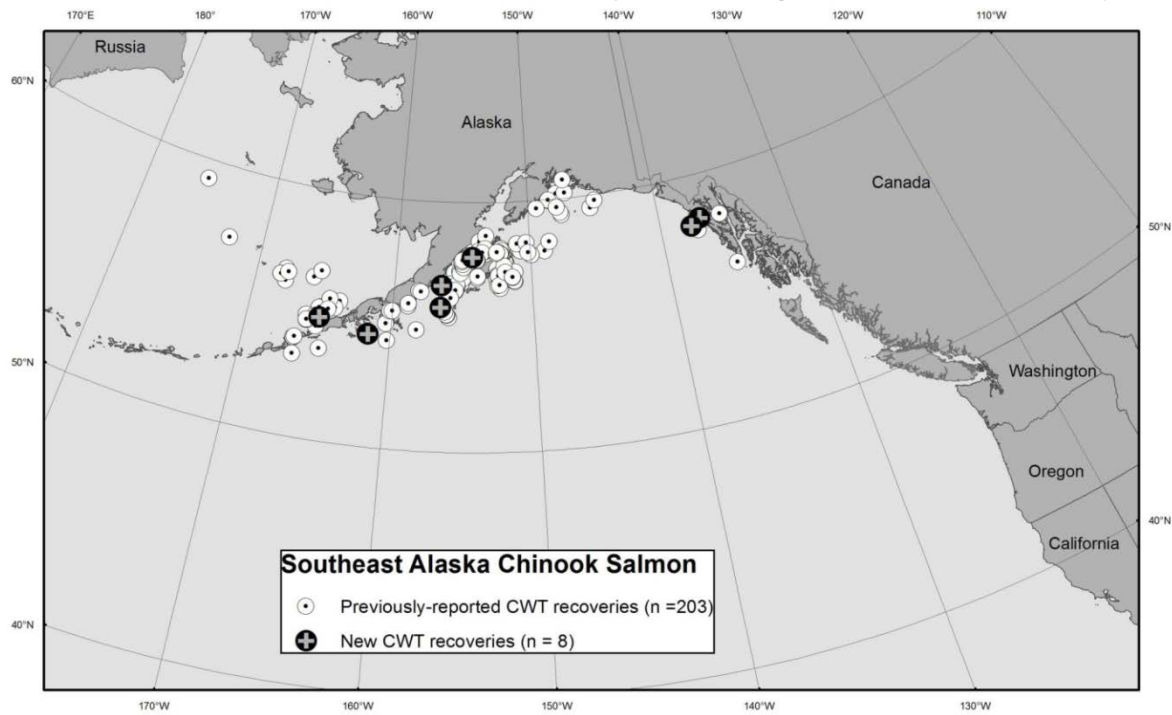 170°E 180° 170°W 160°W 150°W 140°W 130°W 120°W 110°W
Russia
60°N
Alaska
Canada
50°N
50°N
Washington
Oregon
40°N
California
Southeast Alaska Chinook Salmon
Previously-reported CWT recoveries (n =203)
New CWT recoveries (n = 8)
40°N
170°W 160°W 150°W 140°W 130°W